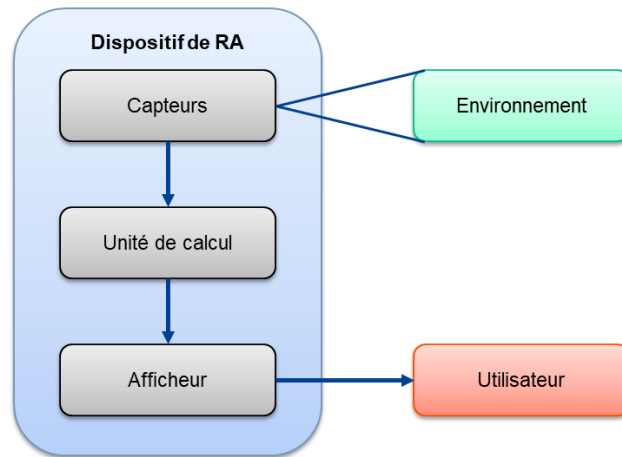 Dispositif de RA
Capteurs
Environnement
Unité de calcul
Afficheur
Utilisateur